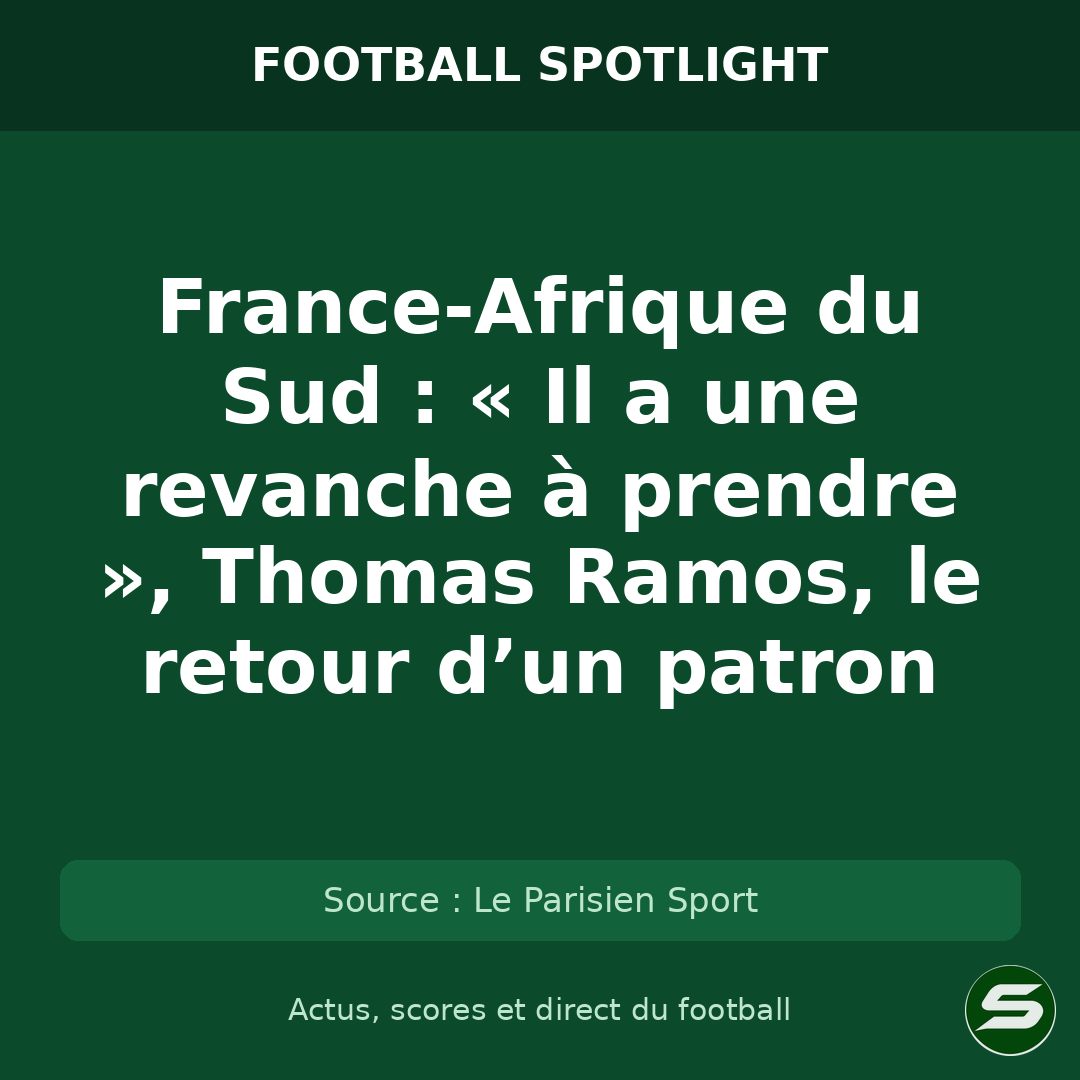 FOOTBALL SPOTLIGHT
France-Afrique du
Sud : « Il a une
revanche à prendre
», Thomas Ramos, le
retour d’un patron
Source : Le Parisien Sport
Actus, scores et direct du football
S